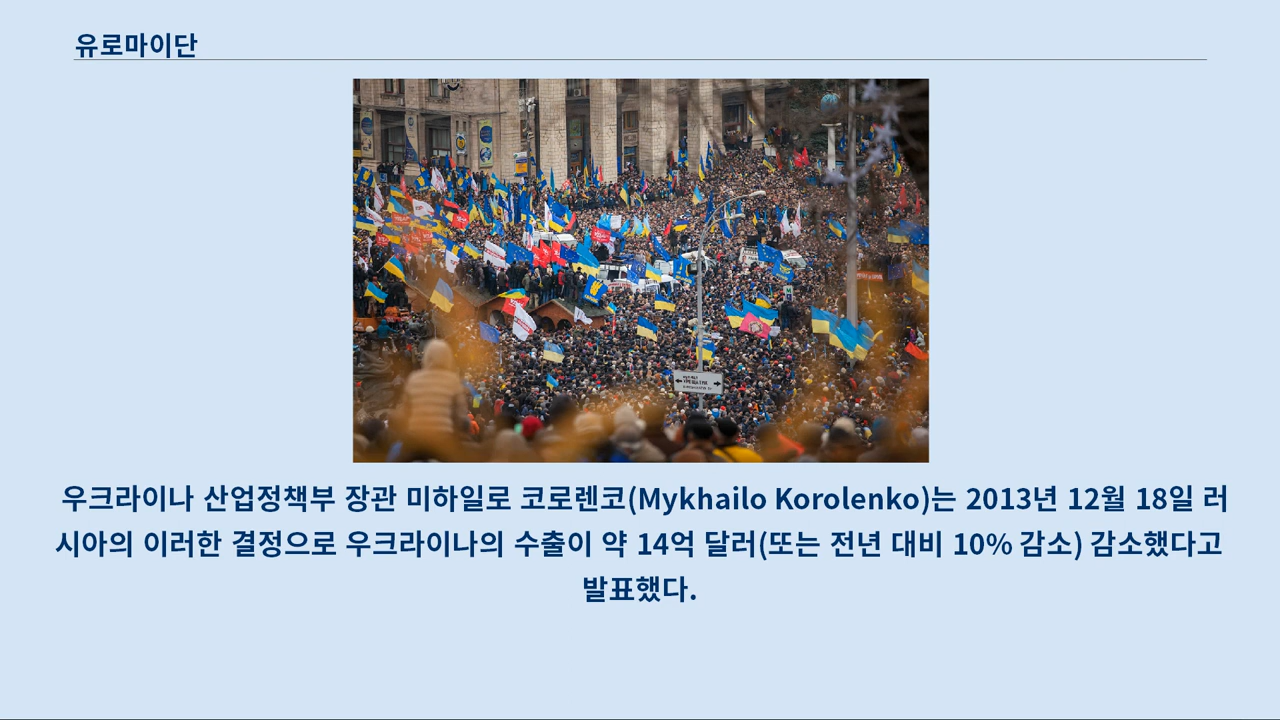 유로마이단
우크라이나 산업정책부 장관 미하일로 코로렌코(Mykhailo Korolenko)는 2013년 12월 18일 러
시아의 이러한 결정으로 우크라이나의 수출이 약 14억 달러(또는 전년 대비 10% 감소) 감소했다고
발표했다.